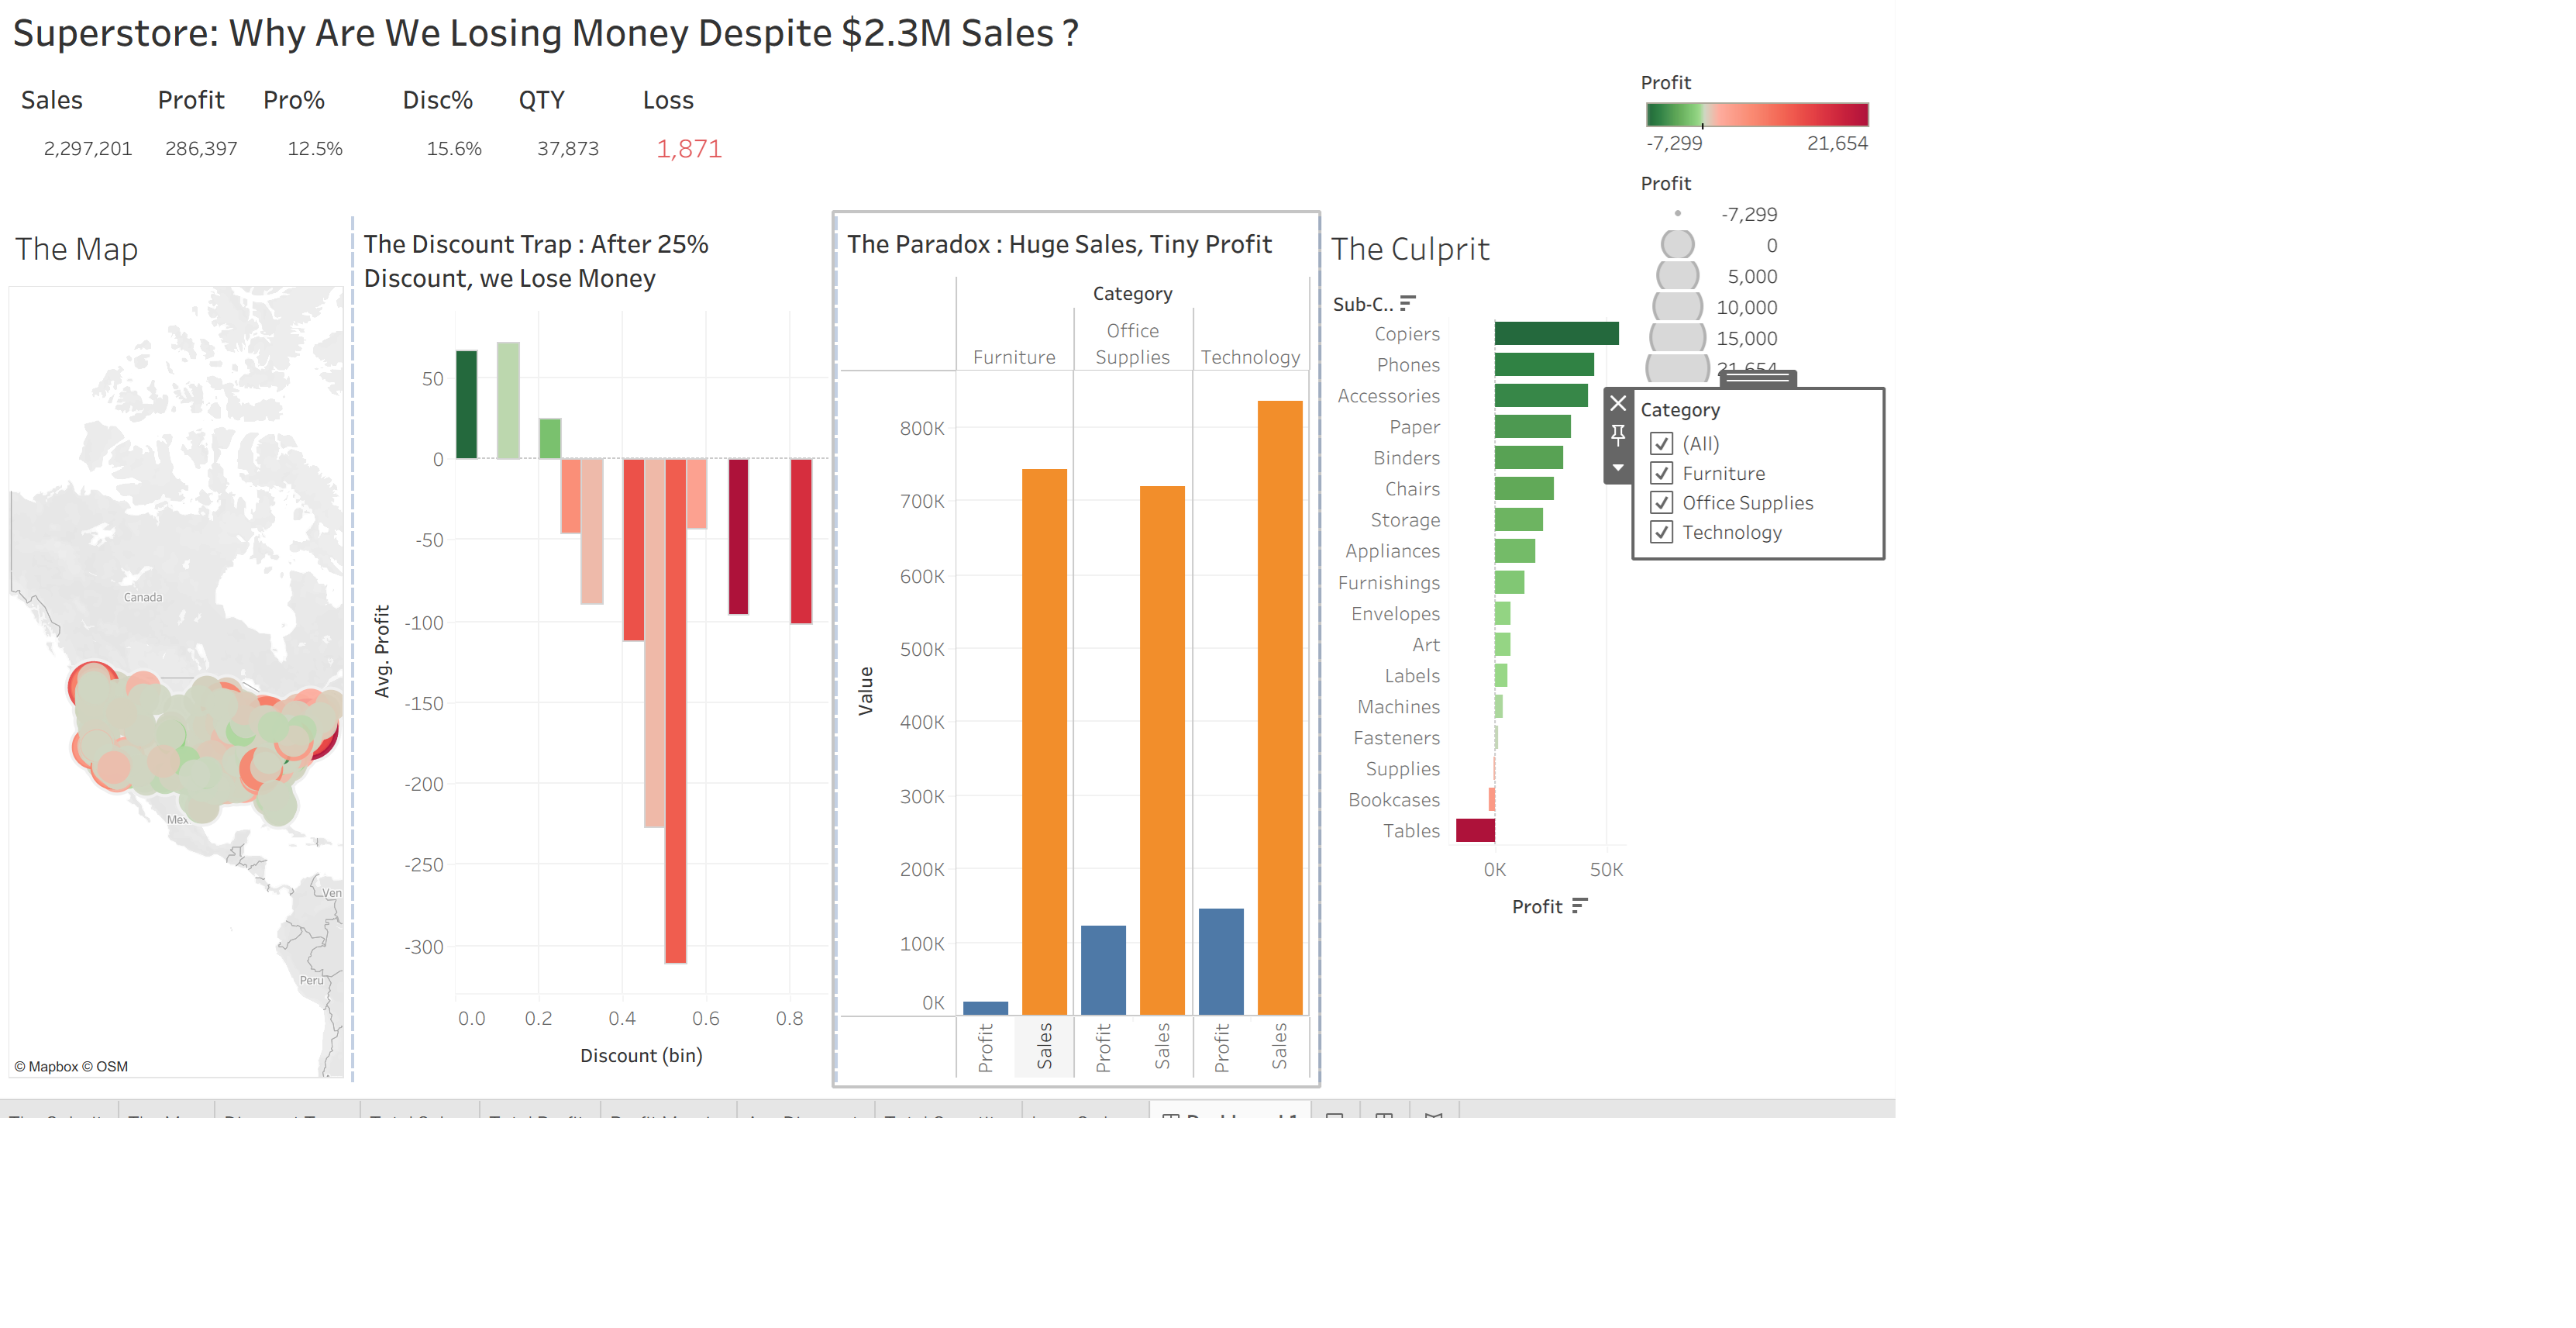 Superstore: Why Are We Losing Money Despite $2.3M Sales ?
Sales Profit Pro% Disc% QTY Loss
2,297,201 286,397 12.5% 15.6% 37,873 1,871
Profit
-7,299 21,654
Profit
-7,299
0
5,000
10,000
15,000
21,654
Category
(All)
Furniture
Office Supplies
Technology
The Map
Canada
Mex
Ven
Peru
© Mapbox © OSM
The Discount Trap : After 25%
Discount, we Lose Money
Avg. Profit
50
0
-50
-100
-150
-200
-250
-300
0.0 0.2 0.4 0.6 0.8
Discount (bin)
The Paradox : Huge Sales, Tiny Profit
Category
Furniture
Office
Supplies
Technology
Value
800K
700K
600K
500K
400K
300K
200K
100K
0K
Profit
Sales
Profit
Sales
Profit
Sales
The Culprit
Sub-C..
Copiers
Phones
Accessories
Paper
Binders
Chairs
Storage
Appliances
Furnishings
Envelopes
Art
Labels
Machines
Fasteners
Supplies
Bookcases
Tables
0K 50K
Profit